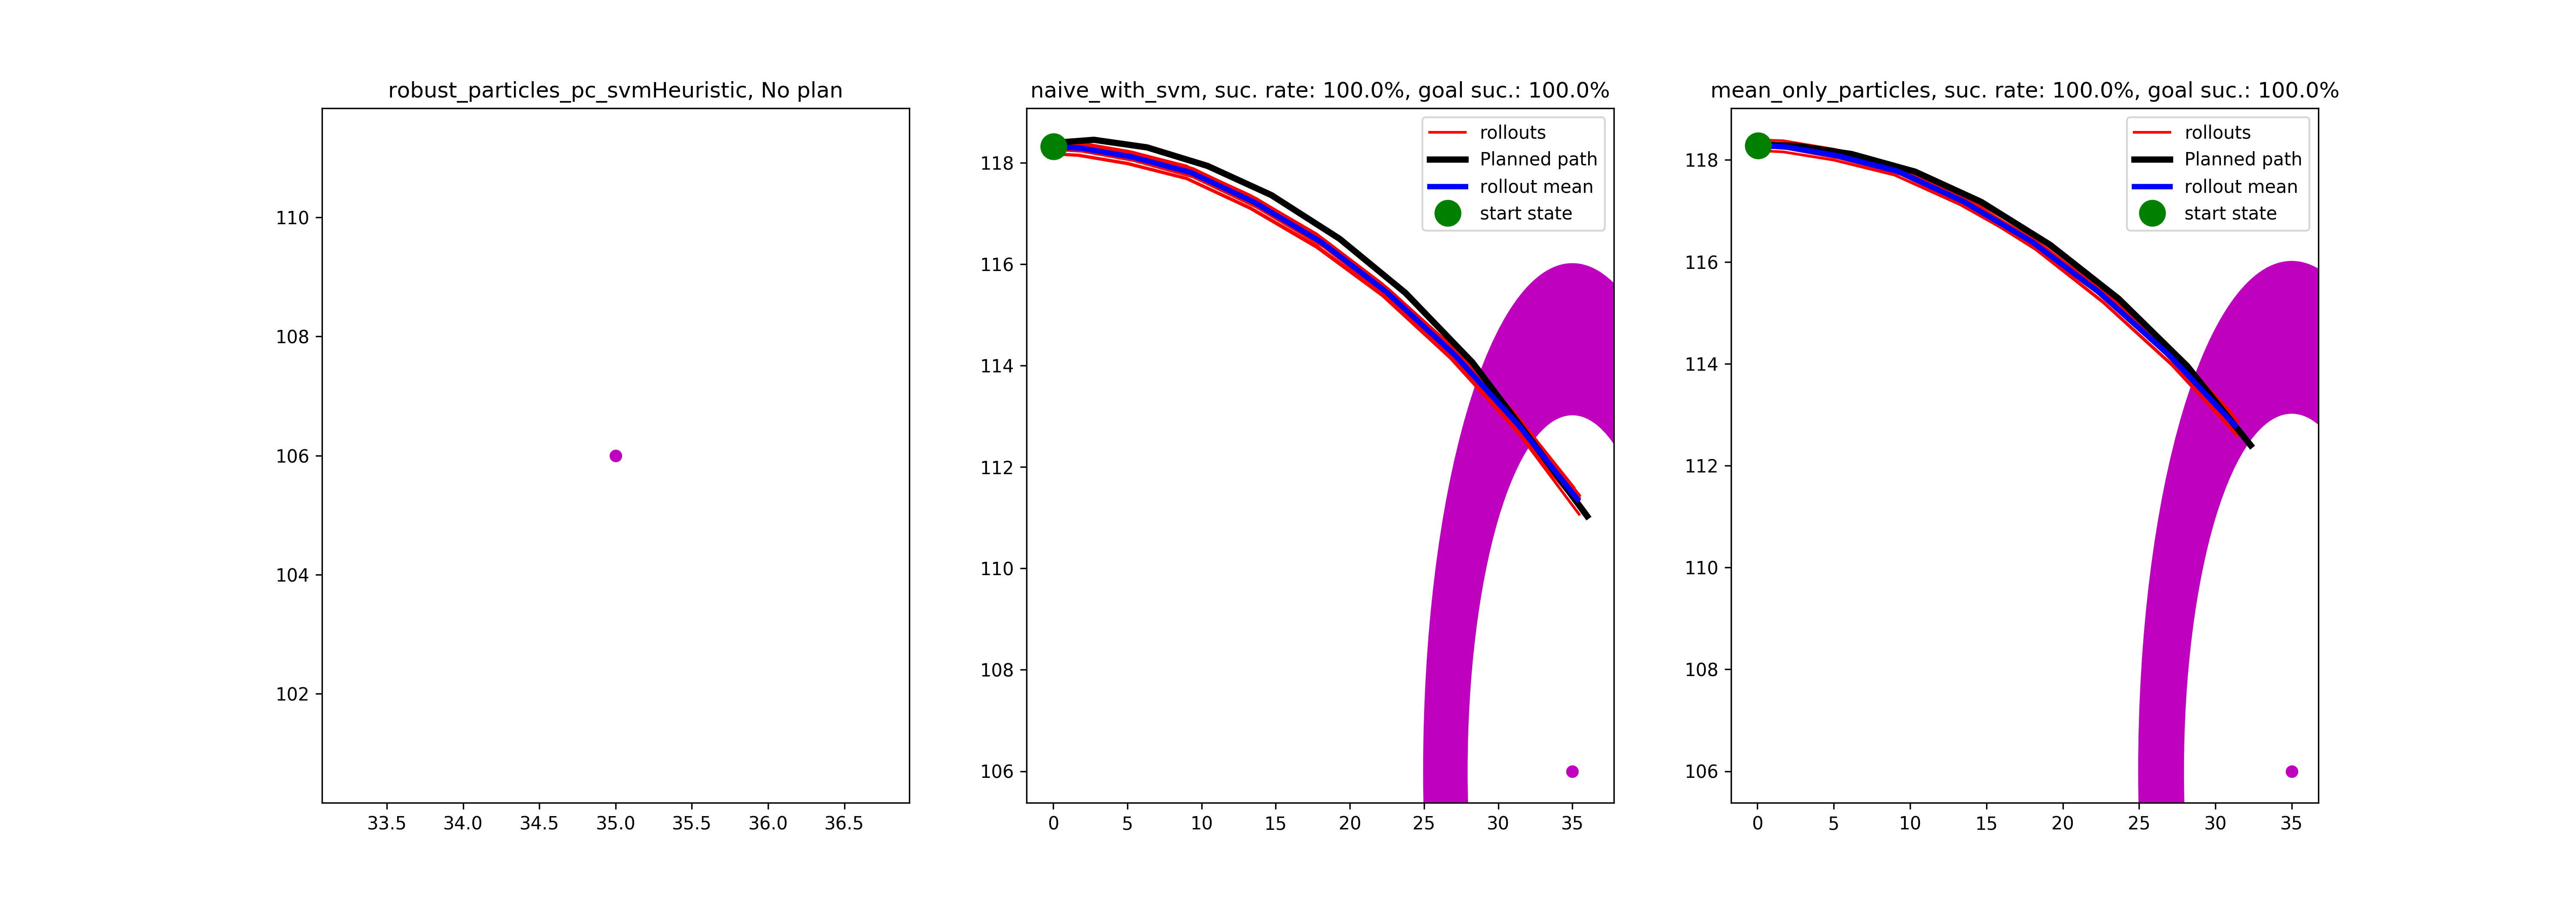 robust_particles_pc_svmHeuristic, No plan
110
108
106
104
102
33.5 34.0 34.5 35.0 35.5 36.0 36.5
naive_with_svm, suc. rate: 100.0%, goal suc.: 100.0%
rollouts
Planned path
rollout mean
start state
118
116
114
112
110
108
106
0 5 10 15 20 25 30 35
mean_only_particles, suc. rate: 100.0%, goal suc.: 100.0%
rollouts
Planned path
rollout mean
start state
118
116
114
112
110
108
106
0 5 10 15 20 25 30 35